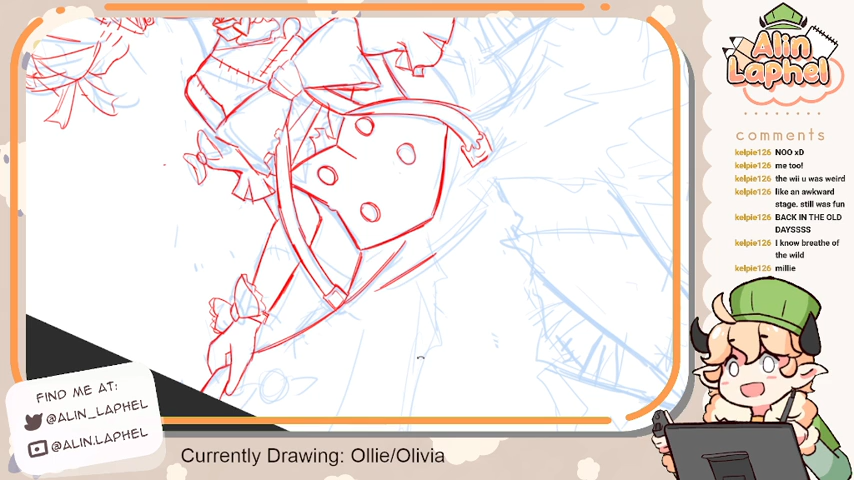 Alin
Laphel
comments
kelpie126 NOO xD
kelpie126 me too!
kelpie126 the wii u was weird
kelpie126 like an awkward
stage. still was fun
kelpie126 BACK IN THE OLD
DAYSSSS
kelpie126 I know breathe of
the wild
kelpie126 millie
FIND ME AT:
@ALIN_LAPHEL
@ALIN.LAPHEL
Currently Drawing: Ollie/Olivia